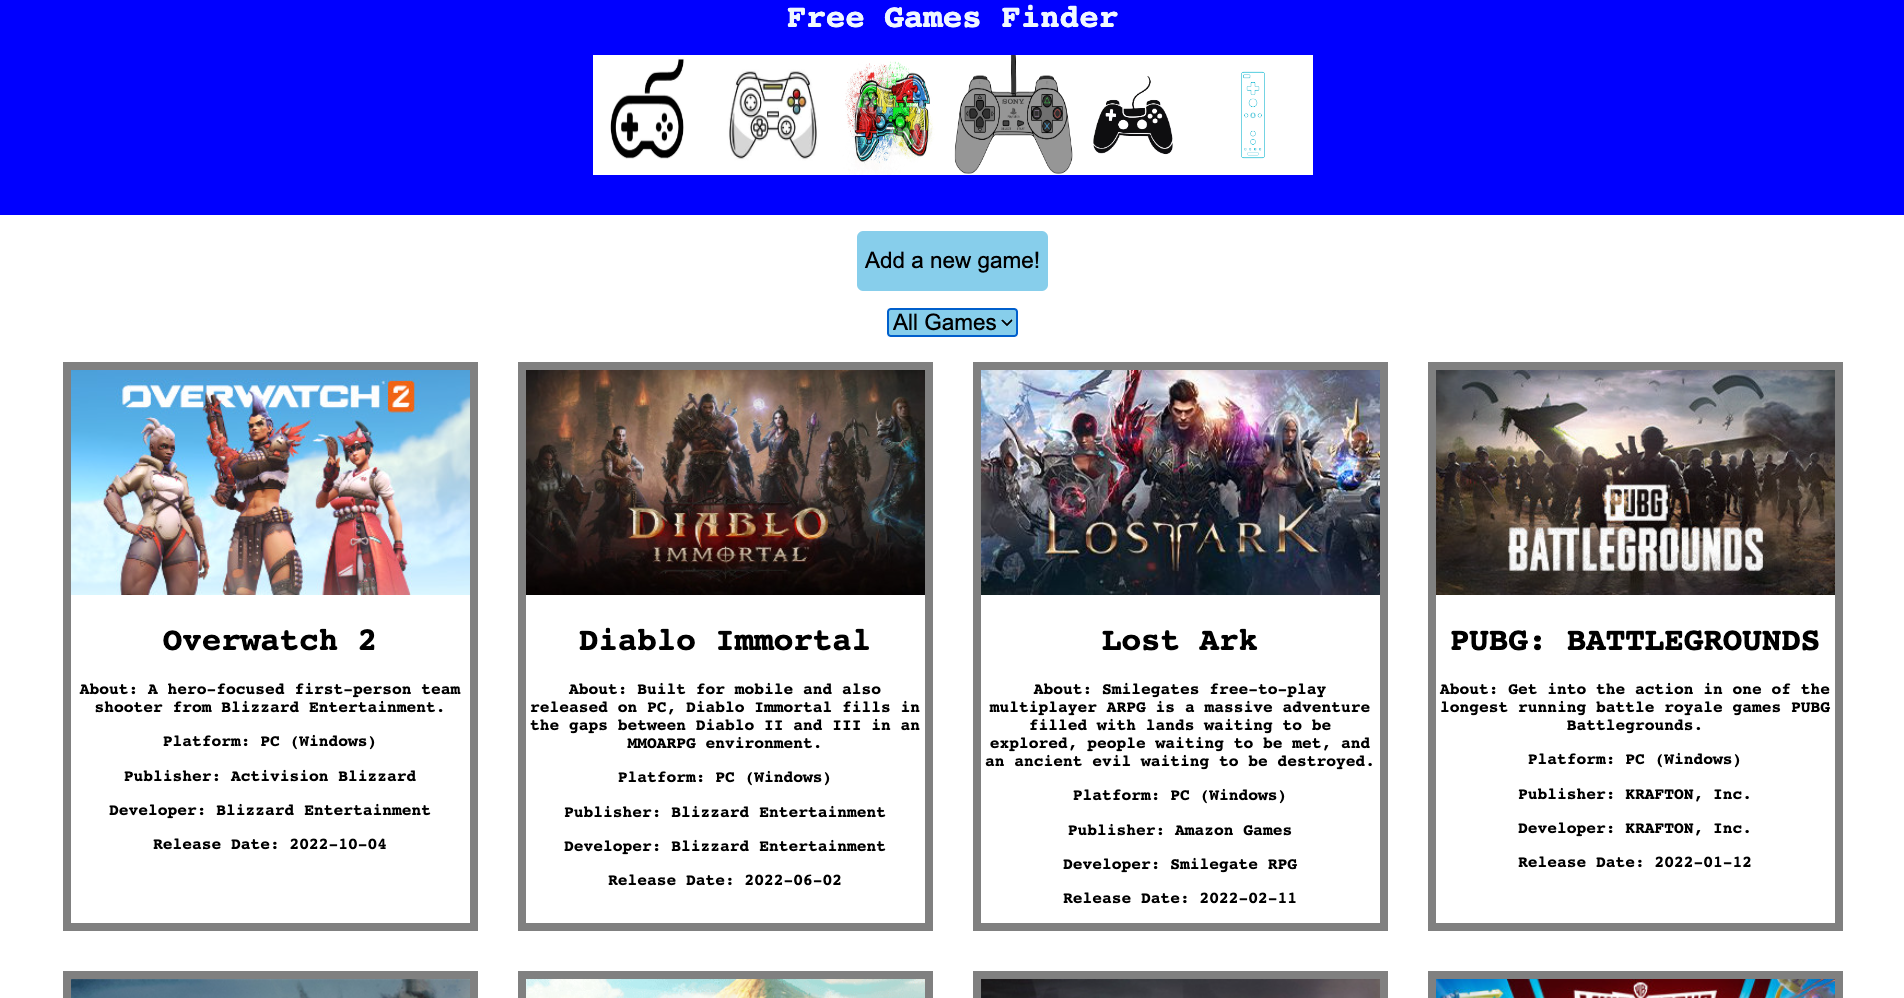 Free Games Finder
SONY
Add a new game!
All Games
OVERWATCH 2
Overwatch 2
About: A hero-focused first-person team
shooter from Blizzard Entertainment.
Platform: PC (Windows)
Publisher: Activision Blizzard
Developer: Blizzard Entertainment
Release Date: 2022-10-04
DIABLO
IMMORTAL
Diablo Immortal
About: Built for mobile and also
released on PC, Diablo Immortal fills in
the gaps between Diablo II and III in an
MMOARPG environment.
Platform: PC (Windows)
Publisher: Blizzard Entertainment
Developer: Blizzard Entertainment
Release Date: 2022-06-02
LOST ARK
Lost Ark
About: Smilegates free-to-play
multiplayer ARPG is a massive adventure
filled with lands waiting to be
explored, people waiting to be met, and
an ancient evil waiting to be destroyed.
Platform: PC (Windows)
Publisher: Amazon Games
Developer: Smilegate RPG
Release Date: 2022-02-11
PUBG
BATTLEGROUNDS
PUBG: BATTLEGROUNDS
About: Get into the action in one of the
longest running battle royale games PUBG
Battlegrounds.
Platform: PC (Windows)
Publisher: KRAFTON, Inc.
Developer: KRAFTON, Inc.
Release Date: 2022-01-12